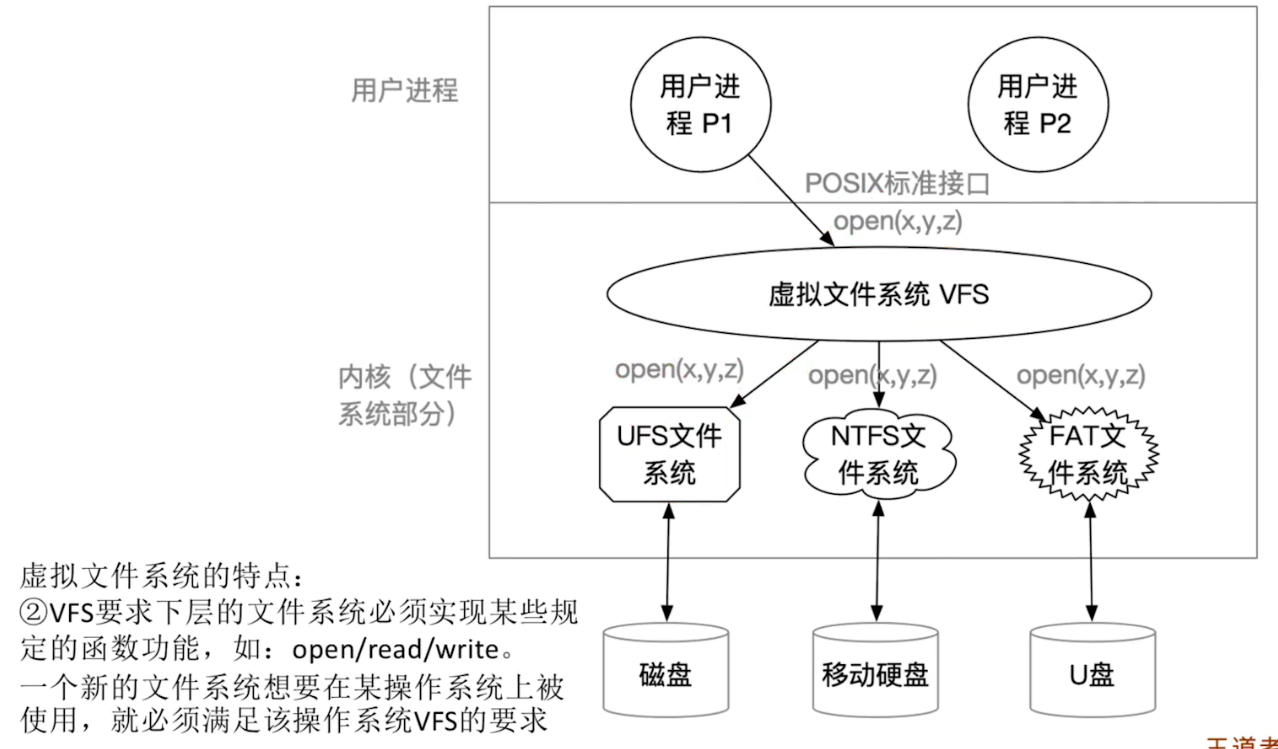 用户进程
用户进
程 P1
用户进
程 P2
POSIX标准接口
open(x,y,z)
虚拟文件系统 VFS
内核（文件
系统部分）
open(x,y,z)
open(x,y,z)
open(x,y,z)
UFS文件
系统
NTFS文
件系统
FAT文
件系统
磁盘
移动硬盘
U盘
虚拟文件系统的特点：
②VFS要求下层的文件系统必须实现某些规
定的函数功能，如：open/read/write。
一个新的文件系统想要在某操作系统上被
使用，就必须满足该操作系统VFS的要求